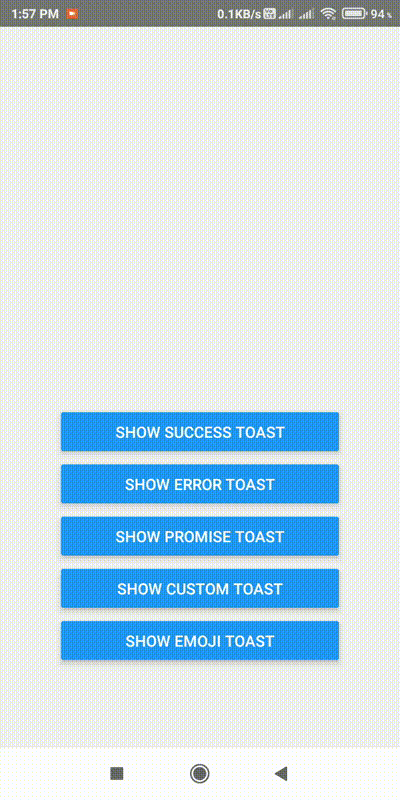 1:57 PM 0.1KB/s 94%
SHOW SUCCESS TOAST
SHOW ERROR TOAST
SHOW PROMISE TOAST
SHOW CUSTOM TOAST
SHOW EMOJI TOAST